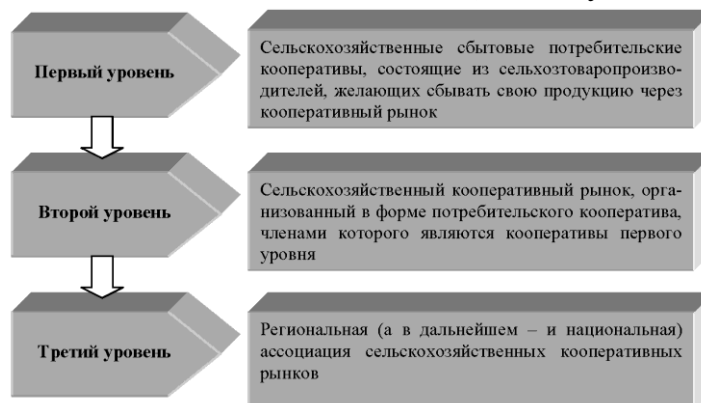 Первый уровень
Сельскохозяйственные сбытовые потребительские
кооперативы, состоящие из сельхозтоваропроизво-
дителей, желающих сбывать свою продукцию через
кооперативный рынок
Второй уровень
Сельскохозяйственный кооперативный рынок, орга-
низованный в форме потребительского кооператива,
членами которого являются кооперативы первого
уровня
Третий уровень
Региональная (а в дальнейшем – и национальная)
ассоциация сельскохозяйственных кооперативных
рынков